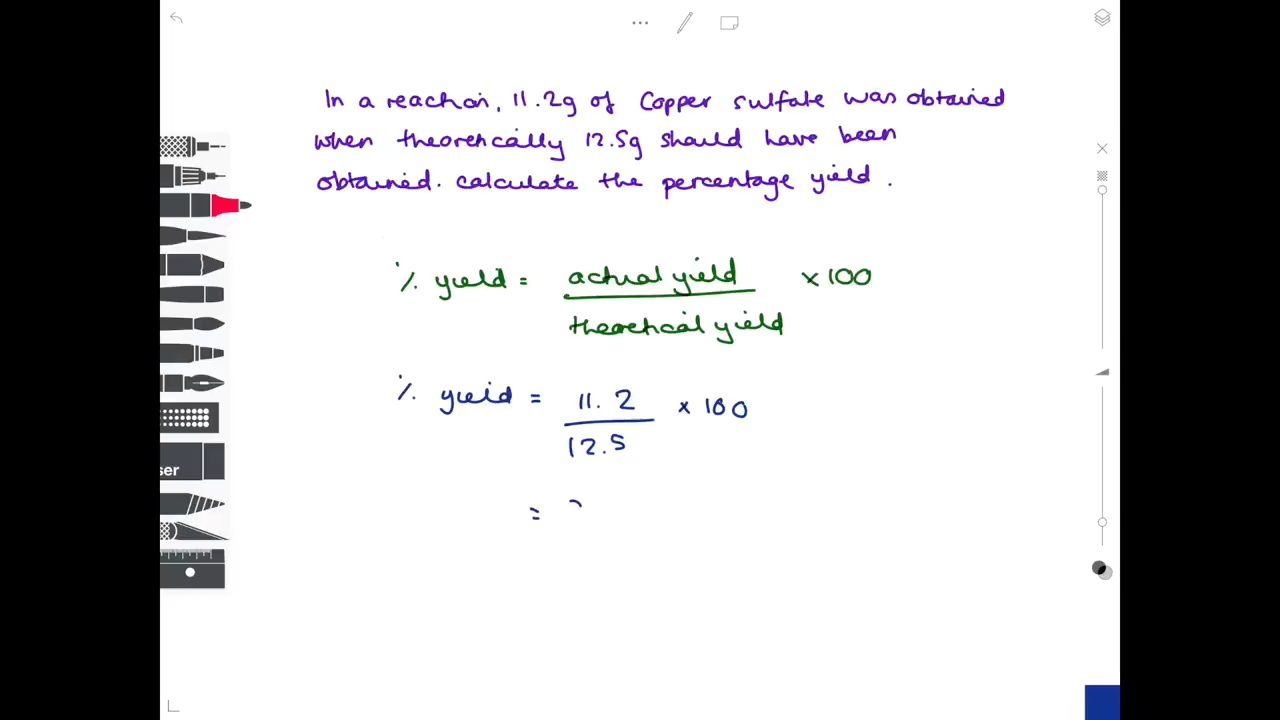 In a reaction, 11.2g of Copper sulfate was obtained
when theoretically 12.5g should have been
obtained. calculate the percentage yield.
% yield = actual yield × 100
theoretical yield
% yield = 11.2 × 100
12.5
=
ser